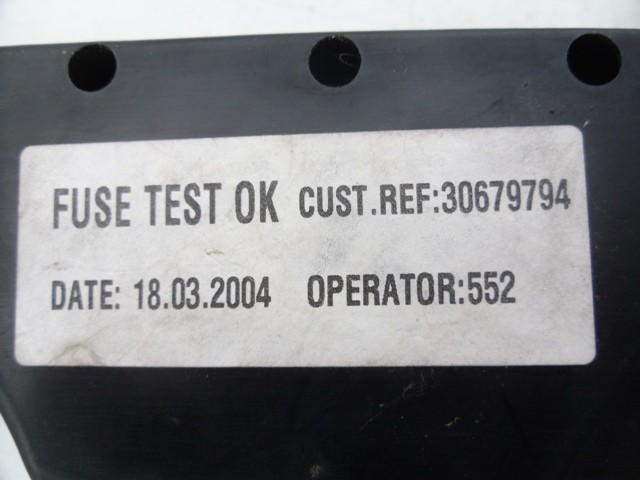 FUSE TEST OK CUST.REF:30679794
DATE: 18.03.2004 OPERATOR:552